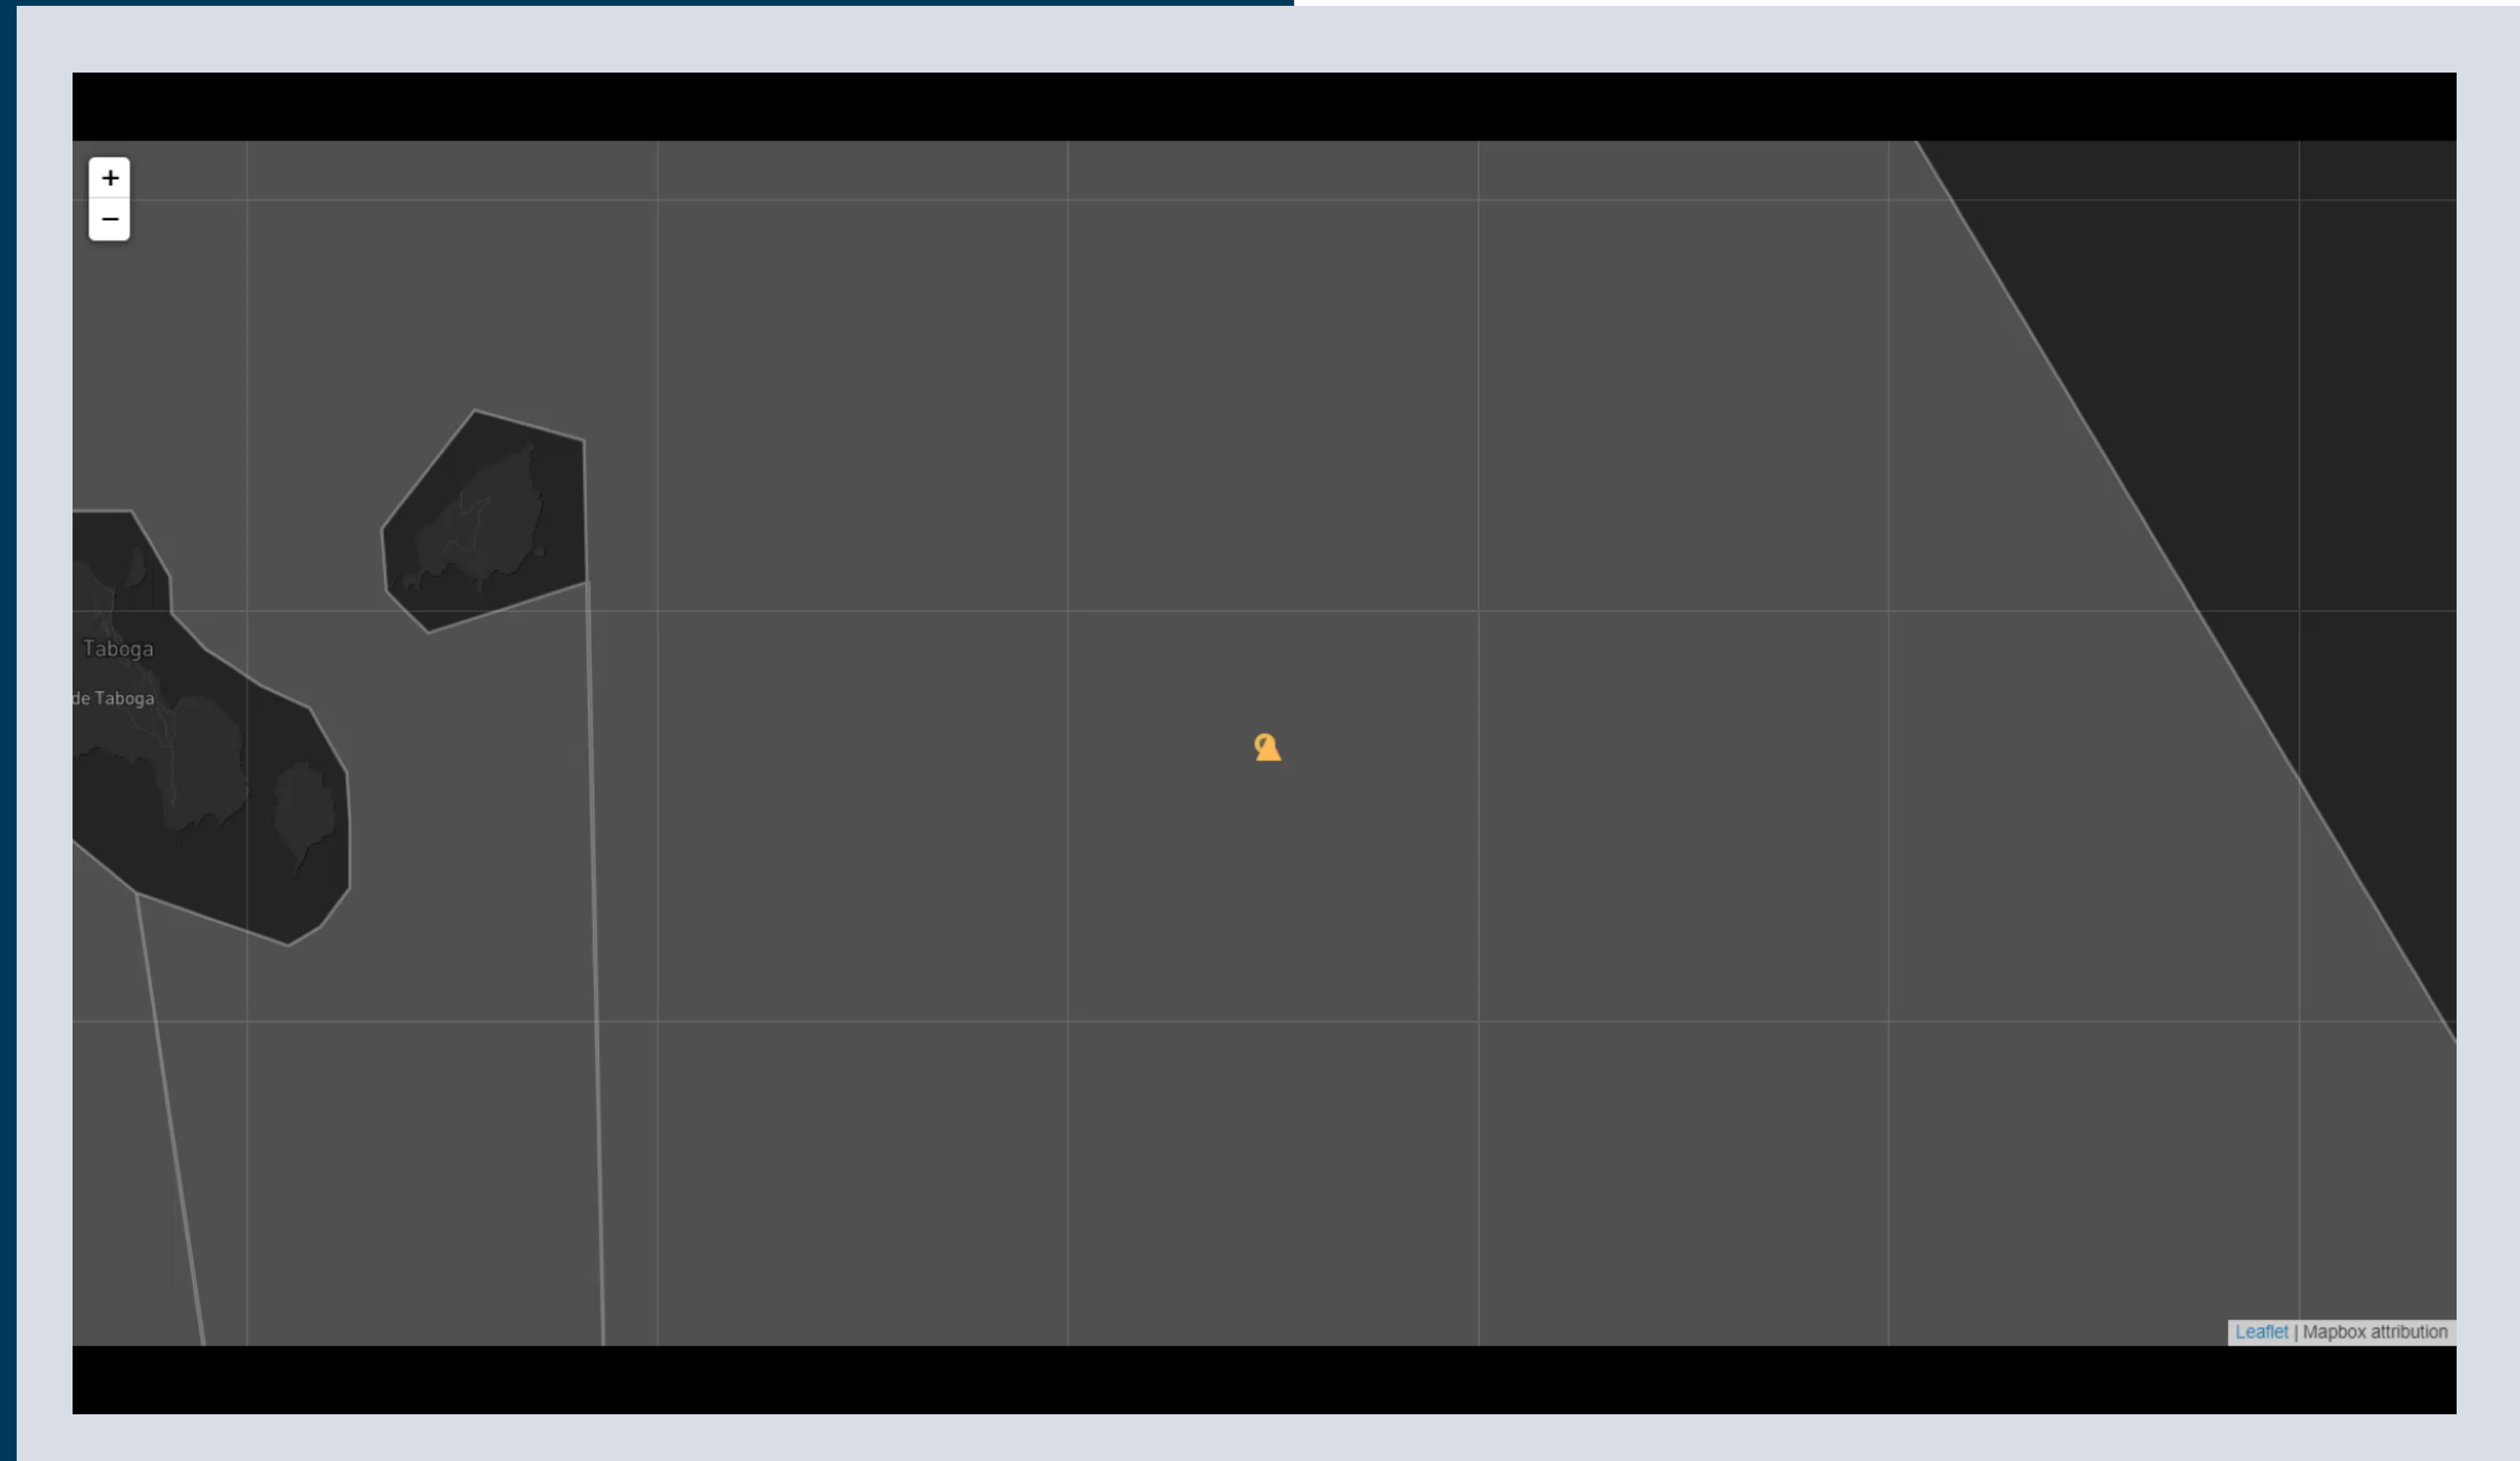 +
−
Taboga
de Taboga
Leaflet | Mapbox attribution